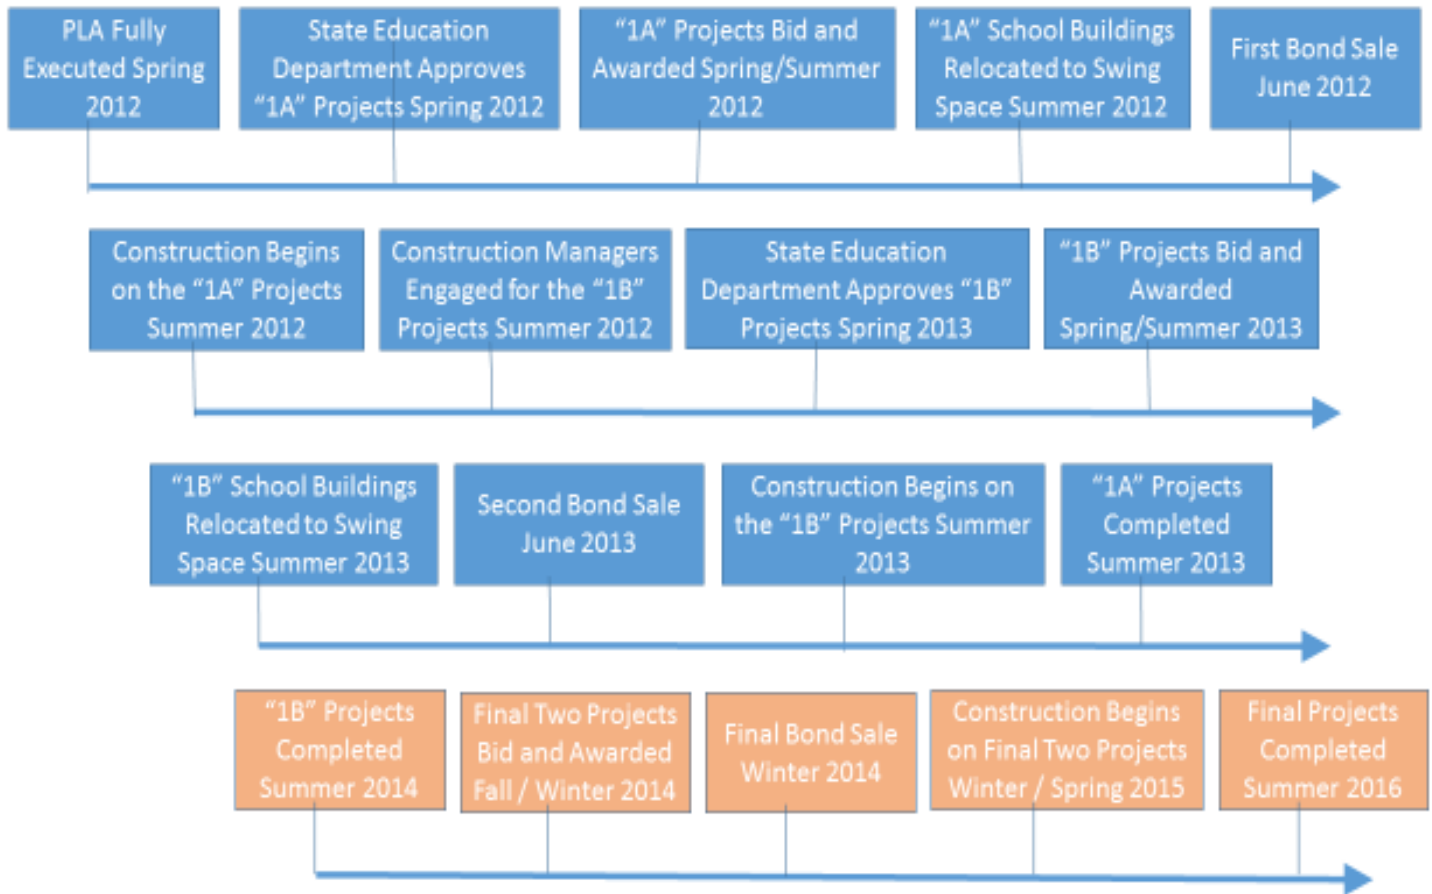 PLA Fully
Executed Spring
2012
State Education
Department Approves
“1A” Projects Spring 2012
“1A” Projects Bid and
Awarded Spring/Summer
2012
“1A” School Buildings
Relocated to Swing
Space Summer 2012
First Bond Sale
June 2012
Construction Begins
on the “1A” Projects
Summer 2012
Construction Managers
Engaged for the “1B”
Projects Summer 2012
State Education
Department Approves “1B”
Projects Spring 2013
“1B” Projects Bid and
Awarded
Spring/Summer 2013
“1B” School Buildings
Relocated to Swing
Space Summer 2013
Second Bond Sale
June 2013
Construction Begins on
the “1B” Projects Summer
2013
“1A” Projects
Completed
Summer 2013
“1B” Projects
Completed
Summer 2014
Final Two Projects
Bid and Awarded
Fall / Winter 2014
Final Bond Sale
Winter 2014
Construction Begins
on Final Two Projects
Winter / Spring 2015
Final Projects
Completed
Summer 2016